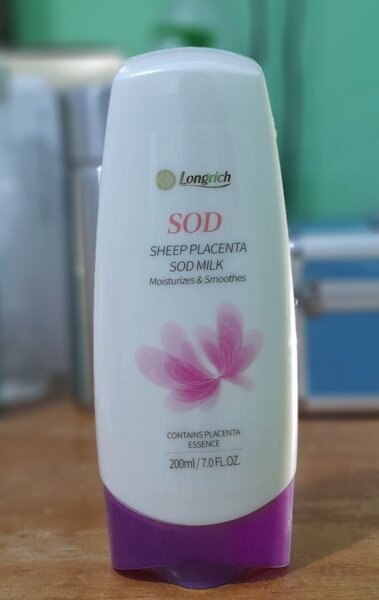 Longrich
SOD
SHEEP PLACENTA
SOD MILK
Moisturizes & Smoothes
CONTAINS PLACENTA
ESSENCE
200ml / 7.0 FL.OZ.